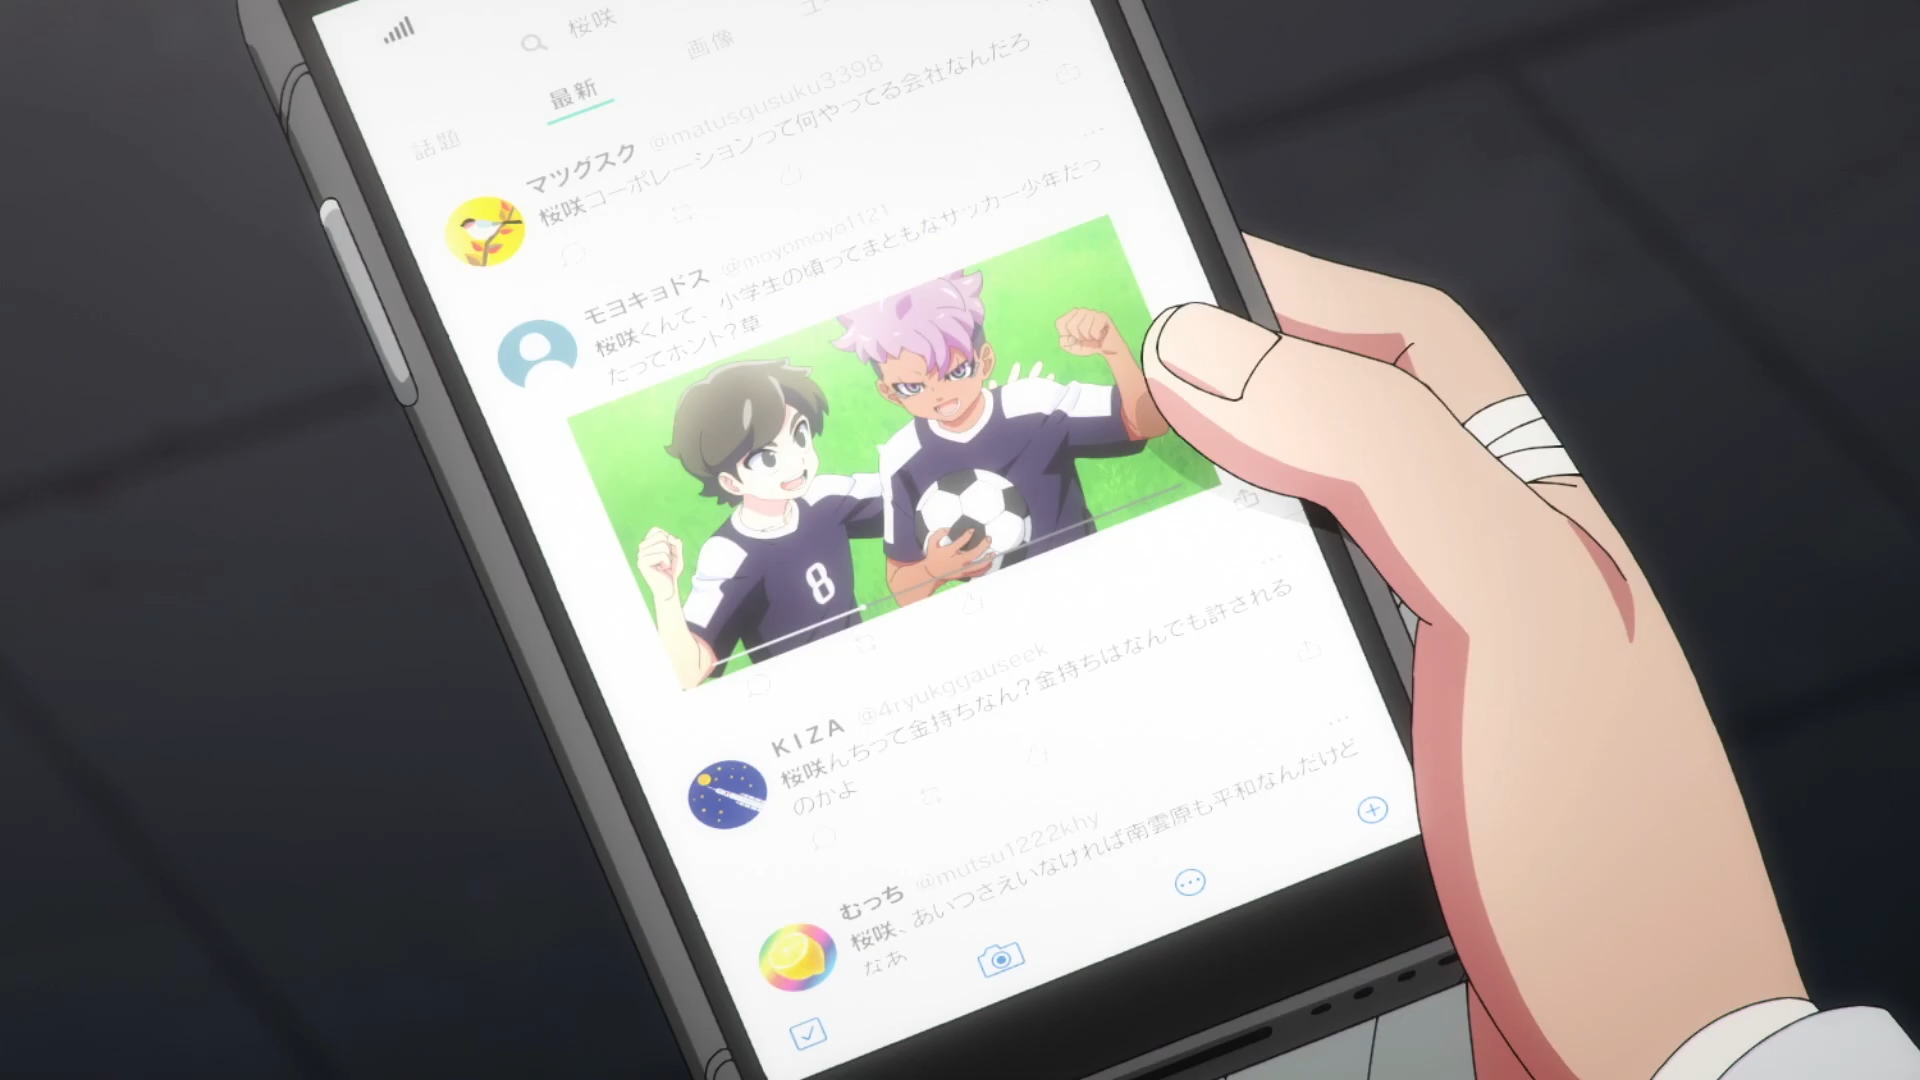 桜咲
話題
最新
画像
ユー
マツグスク @matusgusuku3398
桜咲コーポレーションって何やってる会社なんだろ
モヨキョドス @moyomoyo1121
桜咲くんて、小学生の頃ってまともなサッカー少年だっ
たってホント?草
8
KIZA @4ryukggauseek
桜咲んちって金持ちなん?金持ちはなんでも許される
のかよ
むっち @mutsu1222khy
桜咲、あいつさえいなければ南雲原も平和なんだけど
なあ